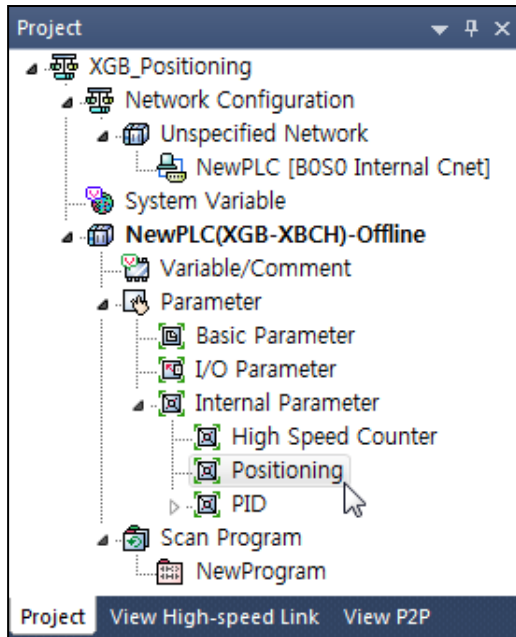 Project
XGB_Positioning
Network Configuration
Unspecified Network
NewPLC [B0S0 Internal Cnet]
System Variable
NewPLC(XGB-XBCH)-Offline
Variable/Comment
Parameter
Basic Parameter
I/O Parameter
Internal Parameter
High Speed Counter
Positioning
PID
Scan Program
NewProgram
Project View High-speed Link View P2P